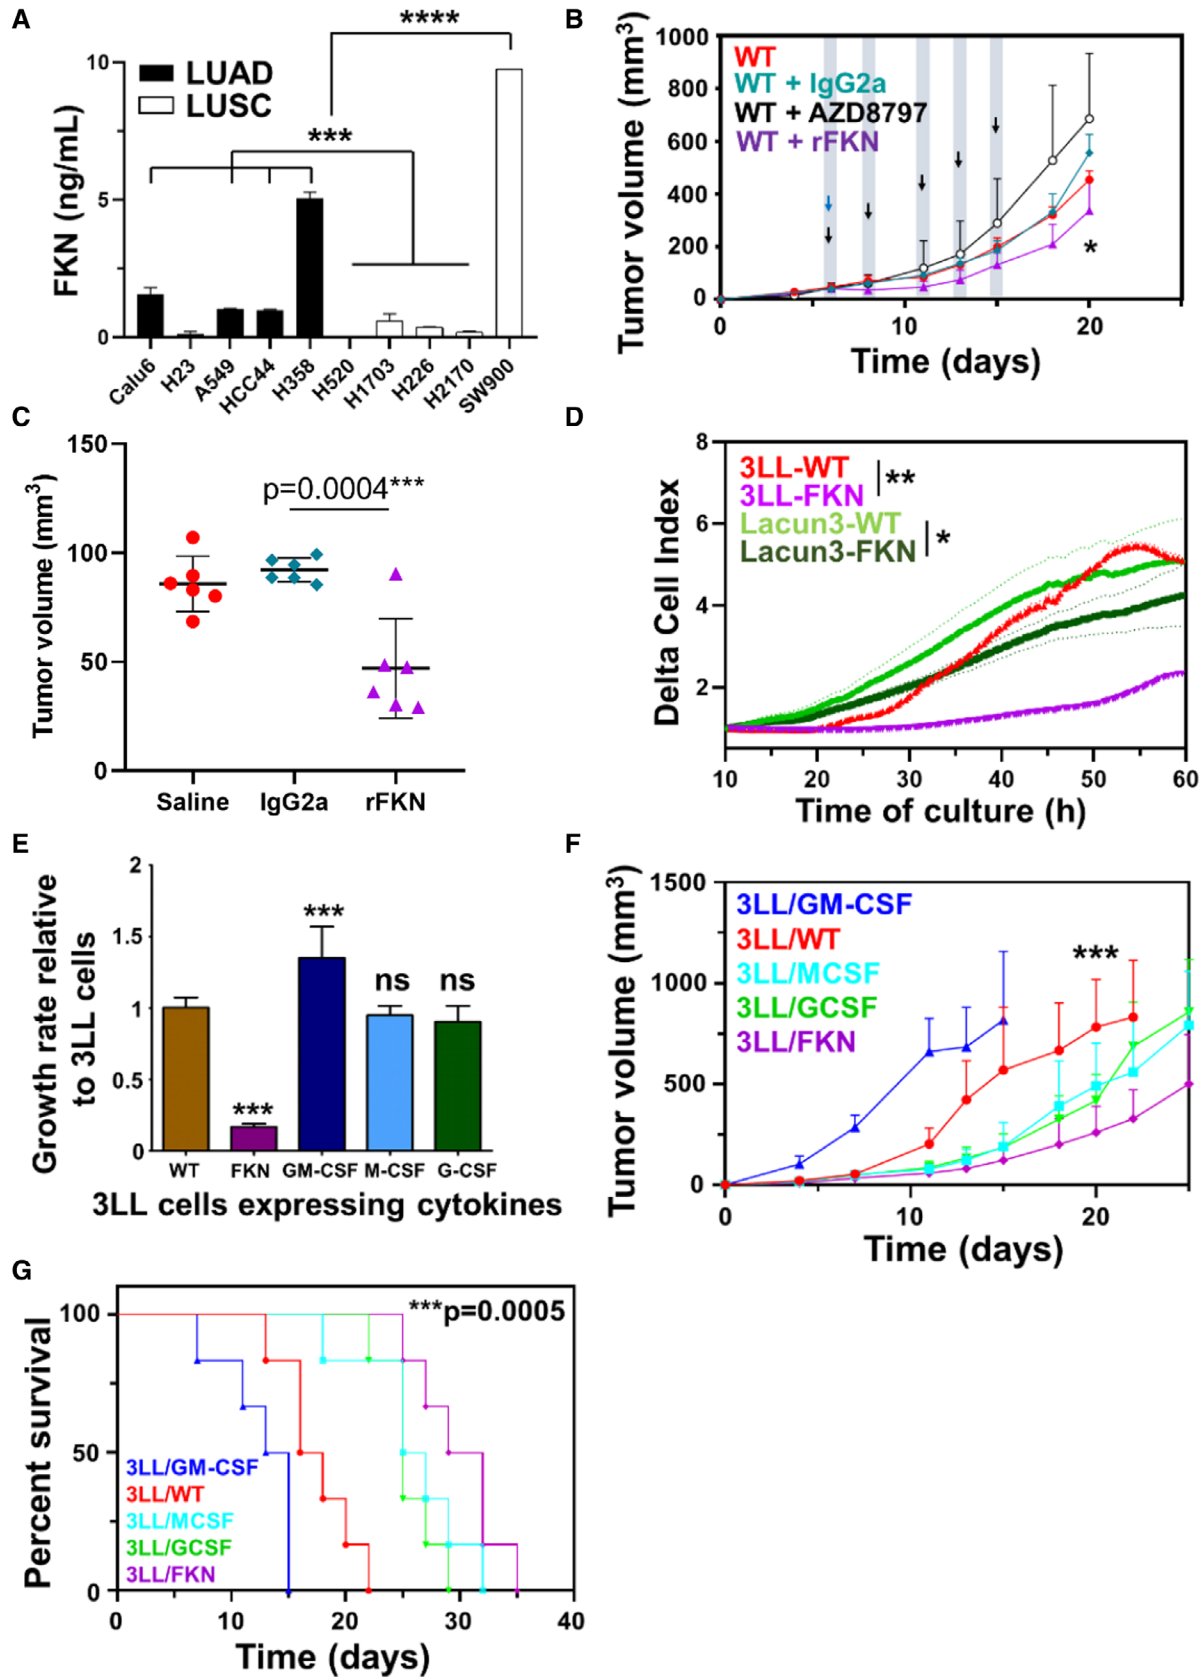 A
****
10
LUAD
LUSC
***
5
0
FKN (ng/mL)
Calu6
H23
A549
HCC44
H358
H520
H1703
H226
H2170
SW900
B
1000
800
600
400
200
0
Tumor volume (mm³)
WT
WT + IgG2a
WT + AZD8797
WT + rFKN
*
0
10
20
Time (days)
C
150
100
50
0
Tumor volume (mm³)
p=0.0004***
Saline
IgG2a
rFKN
D
8
6
4
2
Delta Cell Index
3LL-WT
3LL-FKN
**
Lacun3-WT
Lacun3-FKN
*
10
20
30
40
50
60
Time of culture (h)
E
2
1.5
1
0.5
0
Growth rate relative
to 3LL cells
***
***
ns
ns
WT
FKN
GM-CSF
M-CSF
G-CSF
3LL cells expressing cytokines
F
1500
1000
500
0
Tumor volume (mm³)
3LL/GM-CSF
3LL/WT
3LL/MCSF
3LL/GCSF
3LL/FKN
***
0
10
20
Time (days)
G
100
50
0
Percent survival
***p=0.0005
3LL/GM-CSF
3LL/WT
3LL/MCSF
3LL/GCSF
3LL/FKN
0
10
20
30
40
Time (days)